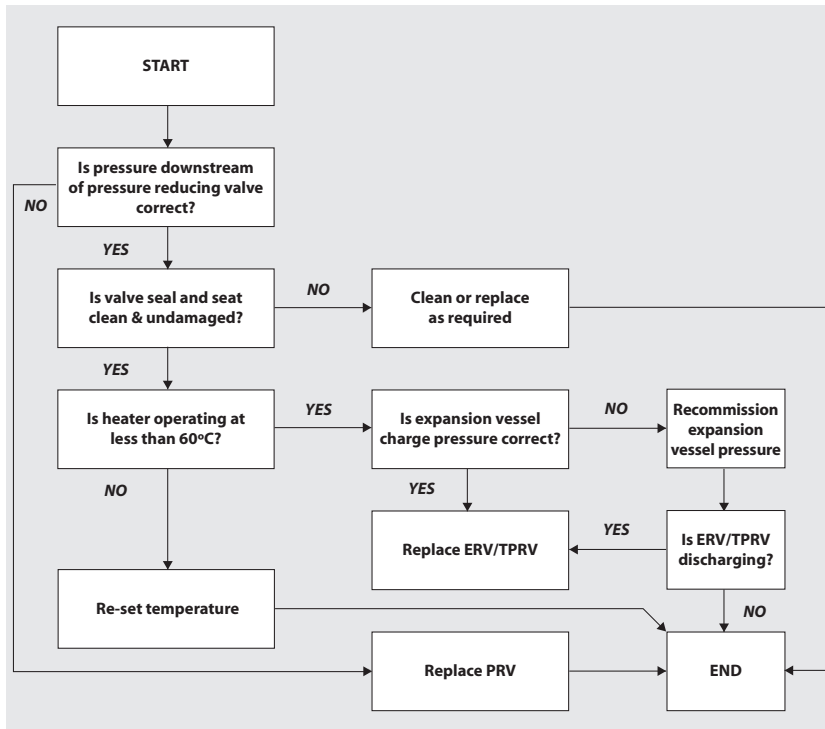 START
Is pressure downstream
of pressure reducing valve
correct?
NO
YES
Is valve seal and seat
clean & undamaged?
NO
Clean or replace
as required
YES
Is heater operating at
less than 60ºC?
YES
Is expansion vessel
charge pressure correct?
NO
Recommission
expansion
vessel pressure
NO
YES
Replace ERV/TPRV
YES
Is ERV/TPRV
discharging?
Re-set temperature
NO
Replace PRV
END